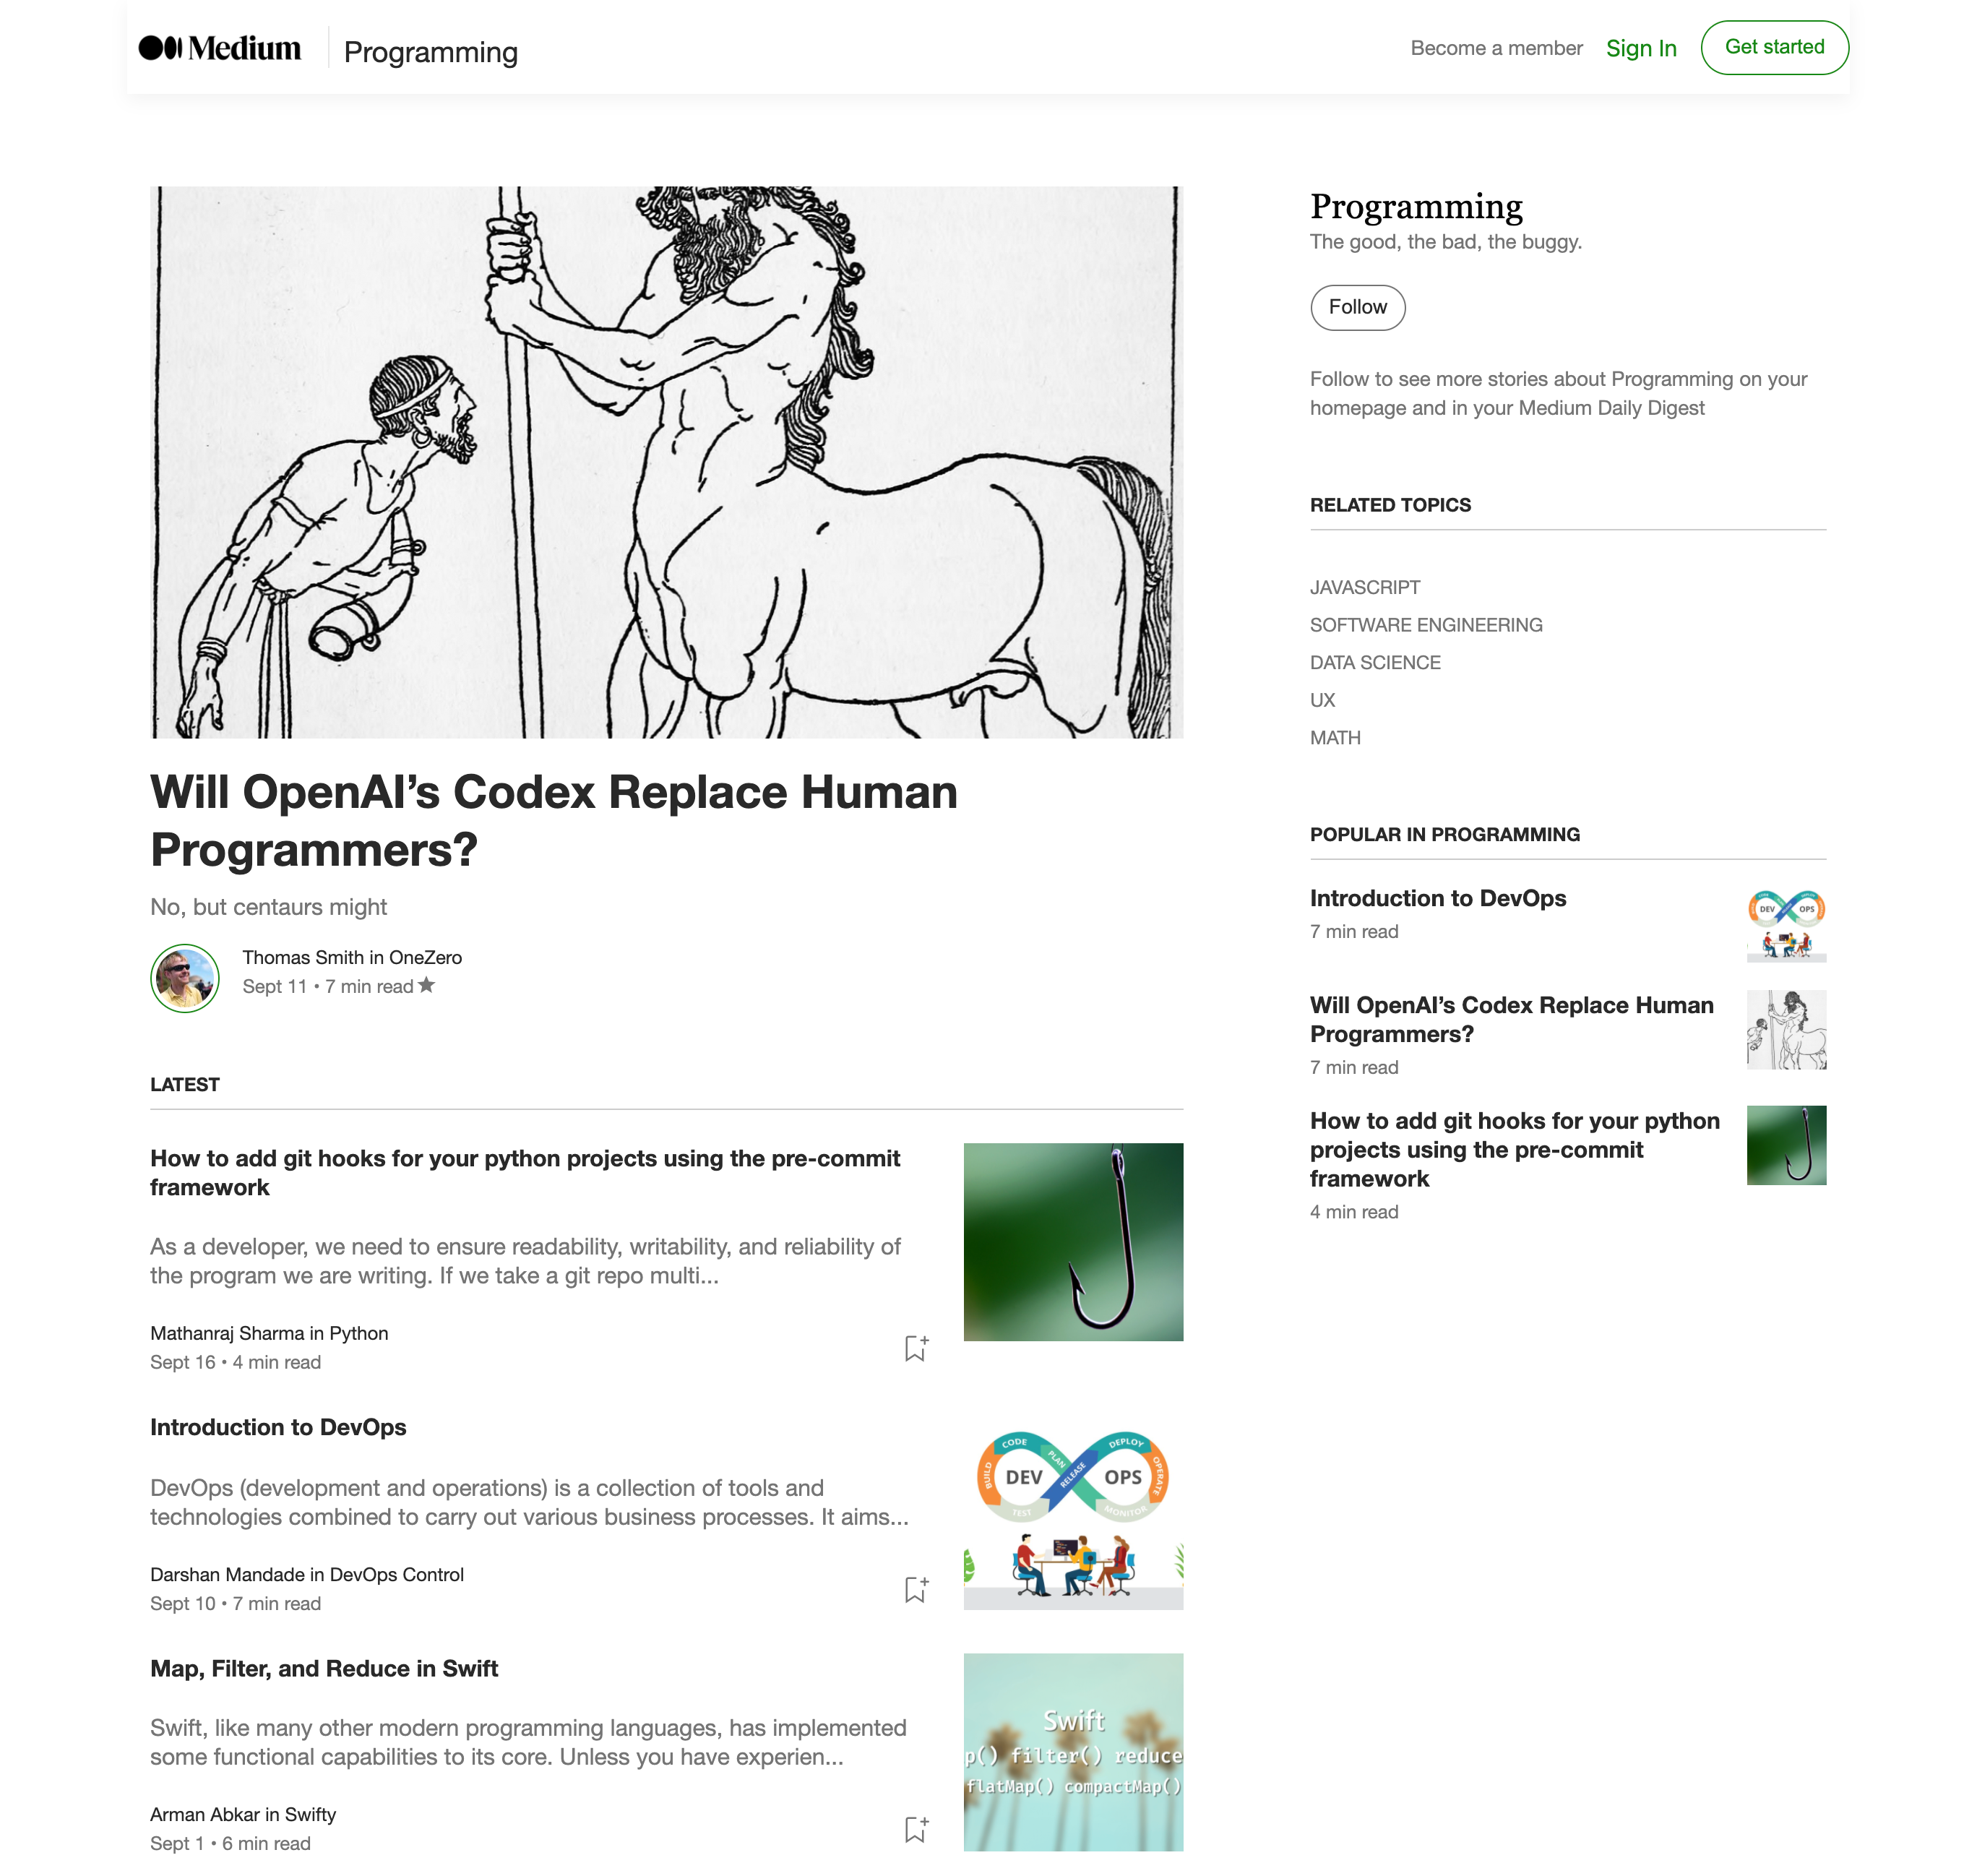 Medium
Programming
Become a member
Sign In
Get started
Will OpenAI’s Codex Replace Human
Programmers?
No, but centaurs might
Thomas Smith in OneZero
Sept 11 • 7 min read ★
LATEST
How to add git hooks for your python projects using the pre-commit
framework
As a developer, we need to ensure readability, writability, and reliability of
the program we are writing. If we take a git repo multi...
Mathanraj Sharma in Python
Sept 16 • 4 min read
Introduction to DevOps
DevOps (development and operations) is a collection of tools and
technologies combined to carry out various business processes. It aims...
Darshan Mandade in DevOps Control
Sept 10 • 7 min read
CODE
DEPLOY
BUILD
PLAN
OPERATE
DEV
RELEASE
OPS
TEST
MONITOR
Map, Filter, and Reduce in Swift
Swift, like many other modern programming languages, has implemented
some functional capabilities to its core. Unless you have experien...
Arman Abkar in Swifty
Sept 1 • 6 min read
Swift
p() filter() reduce
flatMap() compactMap()
Programming
The good, the bad, the buggy.
Follow
Follow to see more stories about Programming on your
homepage and in your Medium Daily Digest
RELATED TOPICS
JAVASCRIPT
SOFTWARE ENGINEERING
DATA SCIENCE
UX
MATH
POPULAR IN PROGRAMMING
Introduction to DevOps
7 min read
DEV OPS
Will OpenAI’s Codex Replace Human
Programmers?
7 min read
How to add git hooks for your python
projects using the pre-commit
framework
4 min read